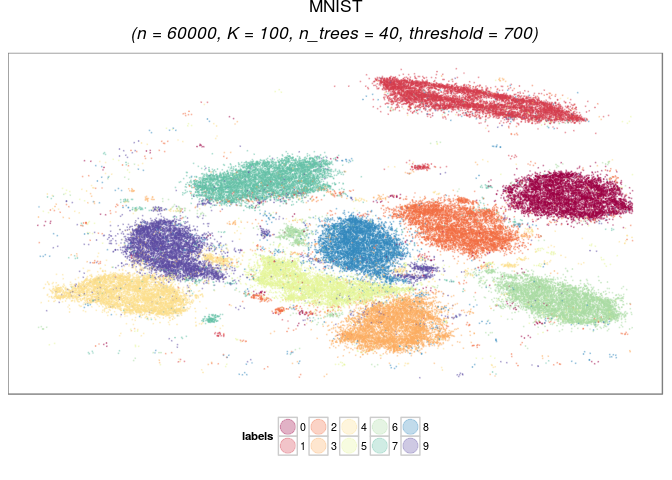 MNIST
(n = 60000, K = 100, n_trees = 40, threshold = 700)
labels
0 2 4 6 8
1 3 5 7 9